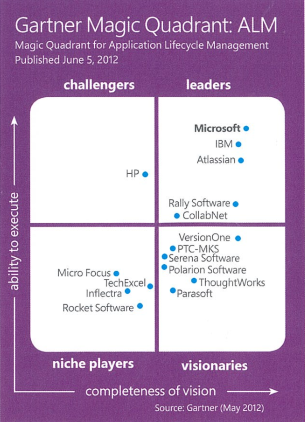 Gartner Magic Quadrant: ALM
Magic Quadrant for Application Lifecycle Management
Published June 5, 2012
challengers
leaders
Microsoft
IBM
Atlassian
HP
Rally Software
CollabNet
ability to execute
VersionOne
PTC-MKS
Serena Software
Polarion Software
ThoughtWorks
Parasoft
Micro Focus
TechExcel
Inflectra
Rocket Software
niche players
visionaries
completeness of vision
Source: Gartner (May 2012)